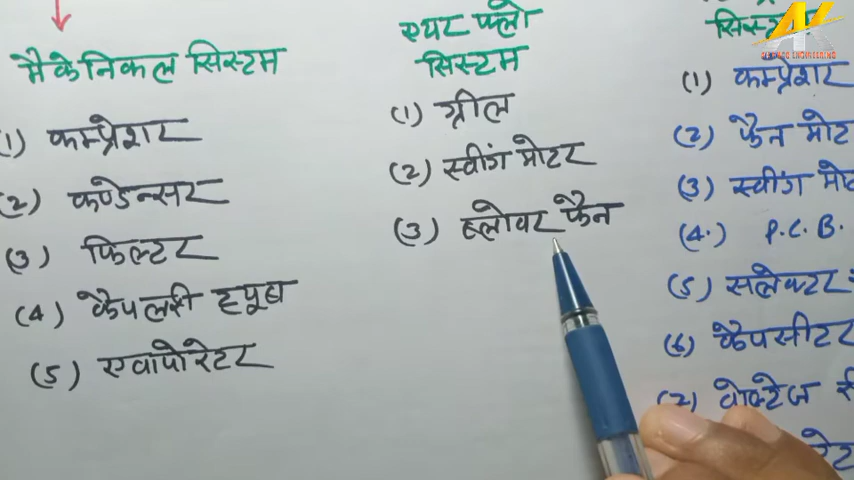 मैकेनिकल सिस्टम
(1) कम्प्रेशर
(2) कण्डेन्सर
(3) फिल्टर
(4) कैपलरी ट्यूब
(5) एवापोरेटर
एयर फ्लो
सिस्टम
(1) ग्रील
(2) स्वींग मोटर
(3) ब्लोवर फैन
(1) कम्प्रेशर
(2) फैन मोट
(3) स्वींग मो
(4.) P.C.B.
(5) सलेक्टर
(6) कैपसीटर
(7) वोल्टेज